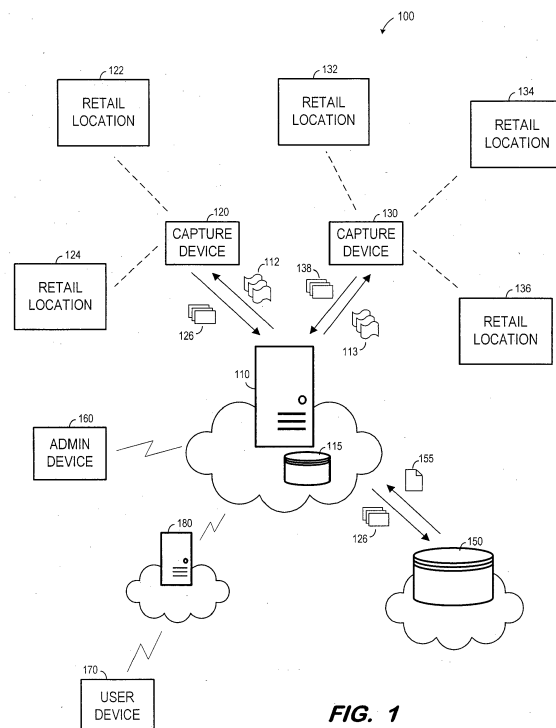 100
122
RETAIL
LOCATION
132
RETAIL
LOCATION
134
RETAIL
LOCATION
120
CAPTURE
DEVICE
130
CAPTURE
DEVICE
124
RETAIL
LOCATION
112
126
138
113
136
RETAIL
LOCATION
110
115
160
ADMIN
DEVICE
155
126
150
180
170
USER
DEVICE
FIG. 1